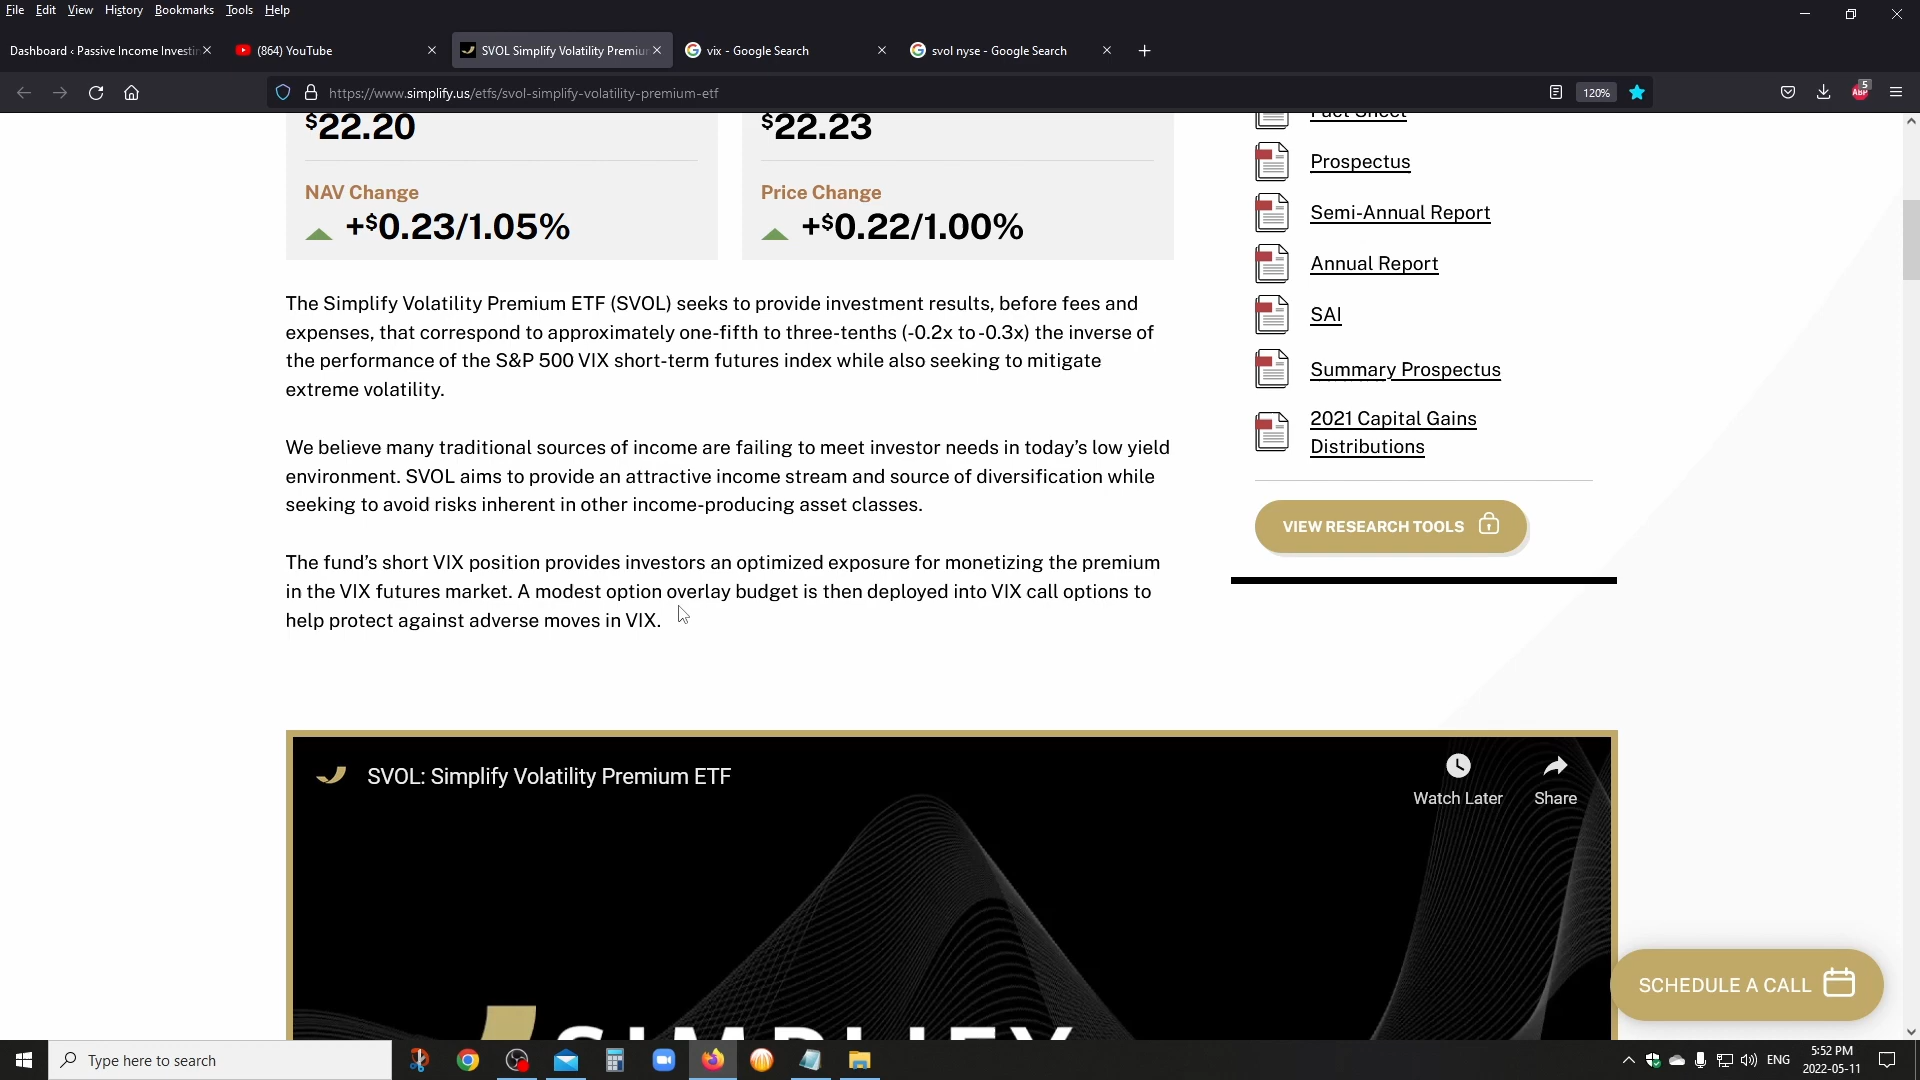 File Edit View History Bookmarks Tools Help
Dashboard ‹ Passive Income Investin
(864) YouTube
SVOL Simplify Volatility Premiu
vix - Google Search
svol nyse - Google Search
https://www.simplify.us/etfs/svol-simplify-volatility-premium-etf
120%
5
ABP
$22.20
$22.23
NAV Change
+$0.23/1.05%
Price Change
+$0.22/1.00%
Fact Sheet
Prospectus
Semi-Annual Report
Annual Report
SAI
Summary Prospectus
2021 Capital Gains
Distributions
VIEW RESEARCH TOOLS
The Simplify Volatility Premium ETF (SVOL) seeks to provide investment results, before fees and
expenses, that correspond to approximately one-fifth to three-tenths (-0.2x to -0.3x) the inverse of
the performance of the S&P 500 VIX short-term futures index while also seeking to mitigate
extreme volatility.
We believe many traditional sources of income are failing to meet investor needs in today's low yield
environment. SVOL aims to provide an attractive income stream and source of diversification while
seeking to avoid risks inherent in other income-producing asset classes.
The fund's short VIX position provides investors an optimized exposure for monetizing the premium
in the VIX futures market. A modest option overlay budget is then deployed into VIX call options to
help protect against adverse moves in VIX.
SVOL: Simplify Volatility Premium ETF
Watch Later
Share
SIMPLIFY
SCHEDULE A CALL
Type here to search
ENG
5:52 PM
2022-05-11